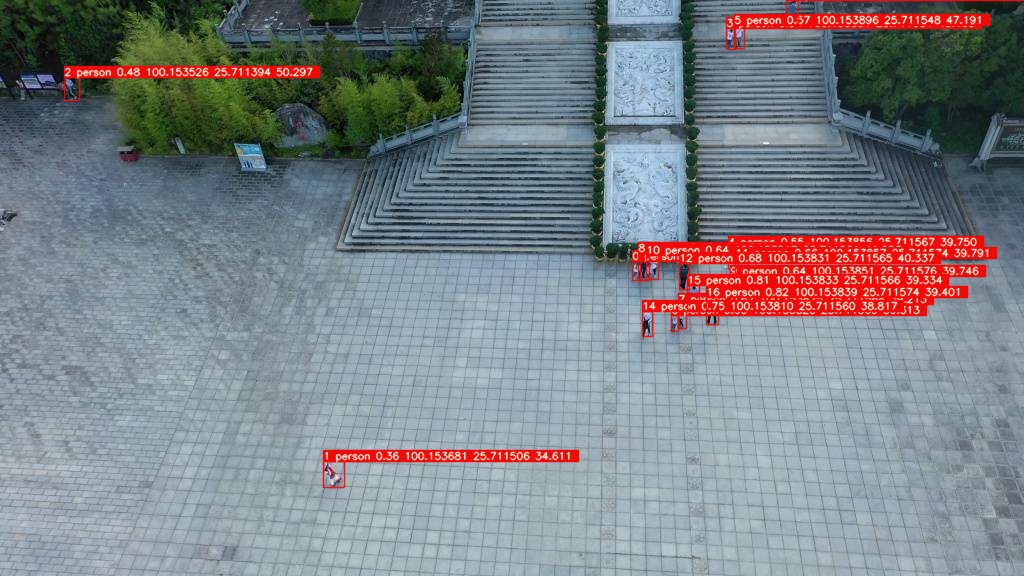 5 person 0.57 100.153896 25.711548 47.191
2 person 0.48 100.153526 25.711394 50.297
4 person 0.55 100.153856 25.711567 39.750
8
10 person 0.64
39.791
12 person 0.68 100.153831 25.711565 40.337
9 person 0.64 100.153851 25.711576 39.746
15 person 0.81 100.153833 25.711566 39.334
16 person 0.82 100.153839 25.711574 39.401
14 person 0.75 100.153810 25.711560 38.817
1 person 0.36 100.153681 25.711506 34.611